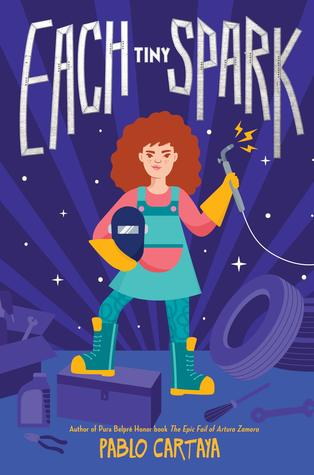 EACH TINY SPARK
Author of Pura Belpré Honor book The Epic Fail of Arturo Zamora
PABLO CARTAYA